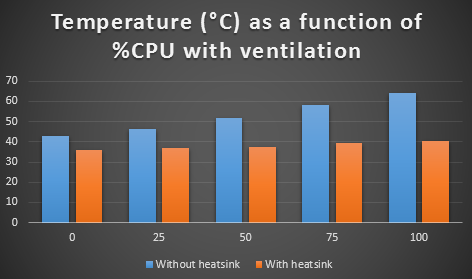 Temperature (°C) as a function of
%CPU with ventilation
70
60
50
40
30
20
10
0
0 25 50 75 100
Without heatsink With heatsink